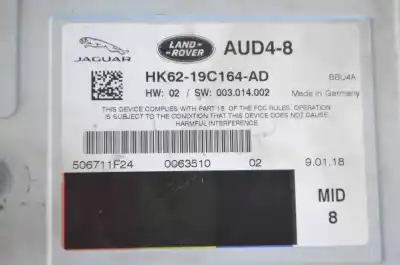 JAGUAR
LAND-
ROVER
AUD4-8
HK62-19C164-AD
BBU4A
HW: 02 / SW: 003.014.002
Made in Germany
THIS DEVICE COMPLIES WITH PART 15 OF THE FCC RULES. OPERATION
IS SUBJECT TO THE CONDITION THAT THIS DEVICE DOES NOT CAUSE
HARMFUL INTERFERENCE.
506711F24 0063510 02 9.01.18
MID
8